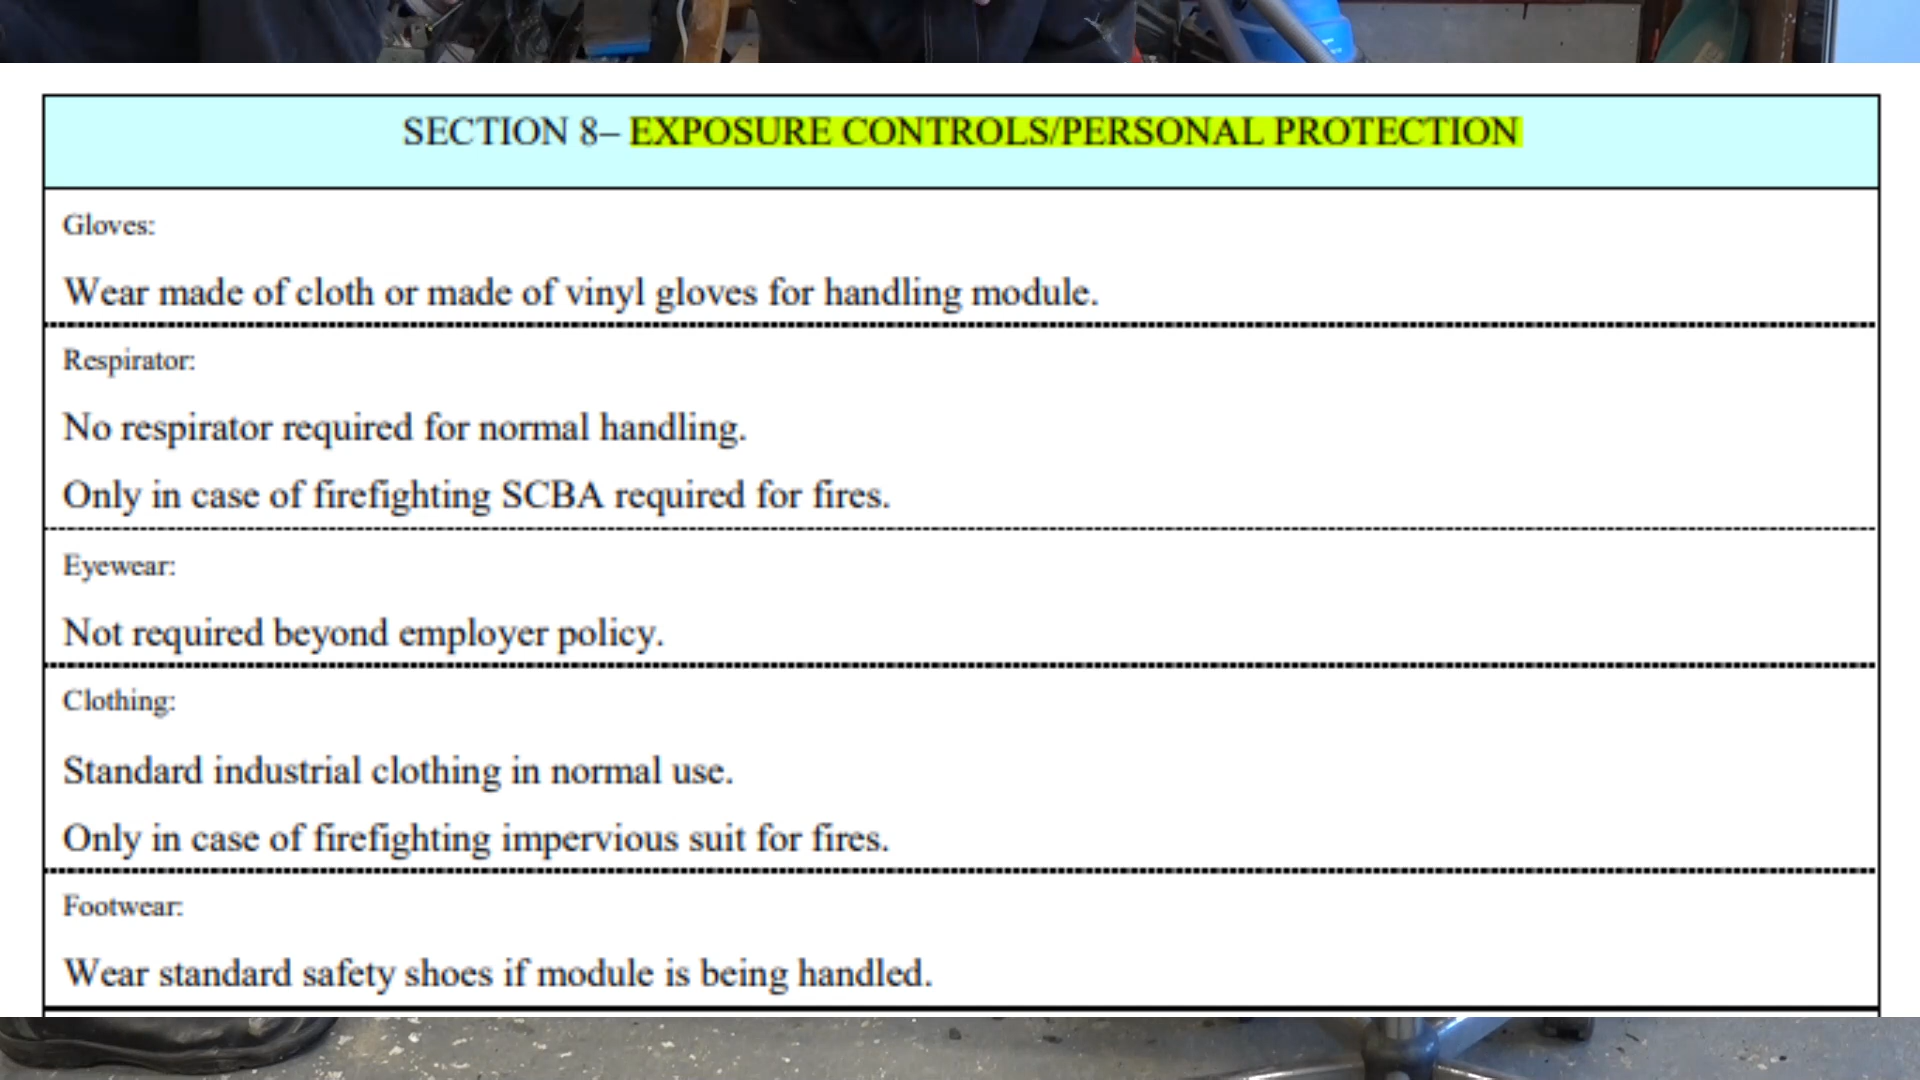 SECTION 8– EXPOSURE CONTROLS/PERSONAL PROTECTION
Gloves:
Wear made of cloth or made of vinyl gloves for handling module.
Respirator:
No respirator required for normal handling.
Only in case of firefighting SCBA required for fires.
Eyewear:
Not required beyond employer policy.
Clothing:
Standard industrial clothing in normal use.
Only in case of firefighting impervious suit for fires.
Footwear:
Wear standard safety shoes if module is being handled.